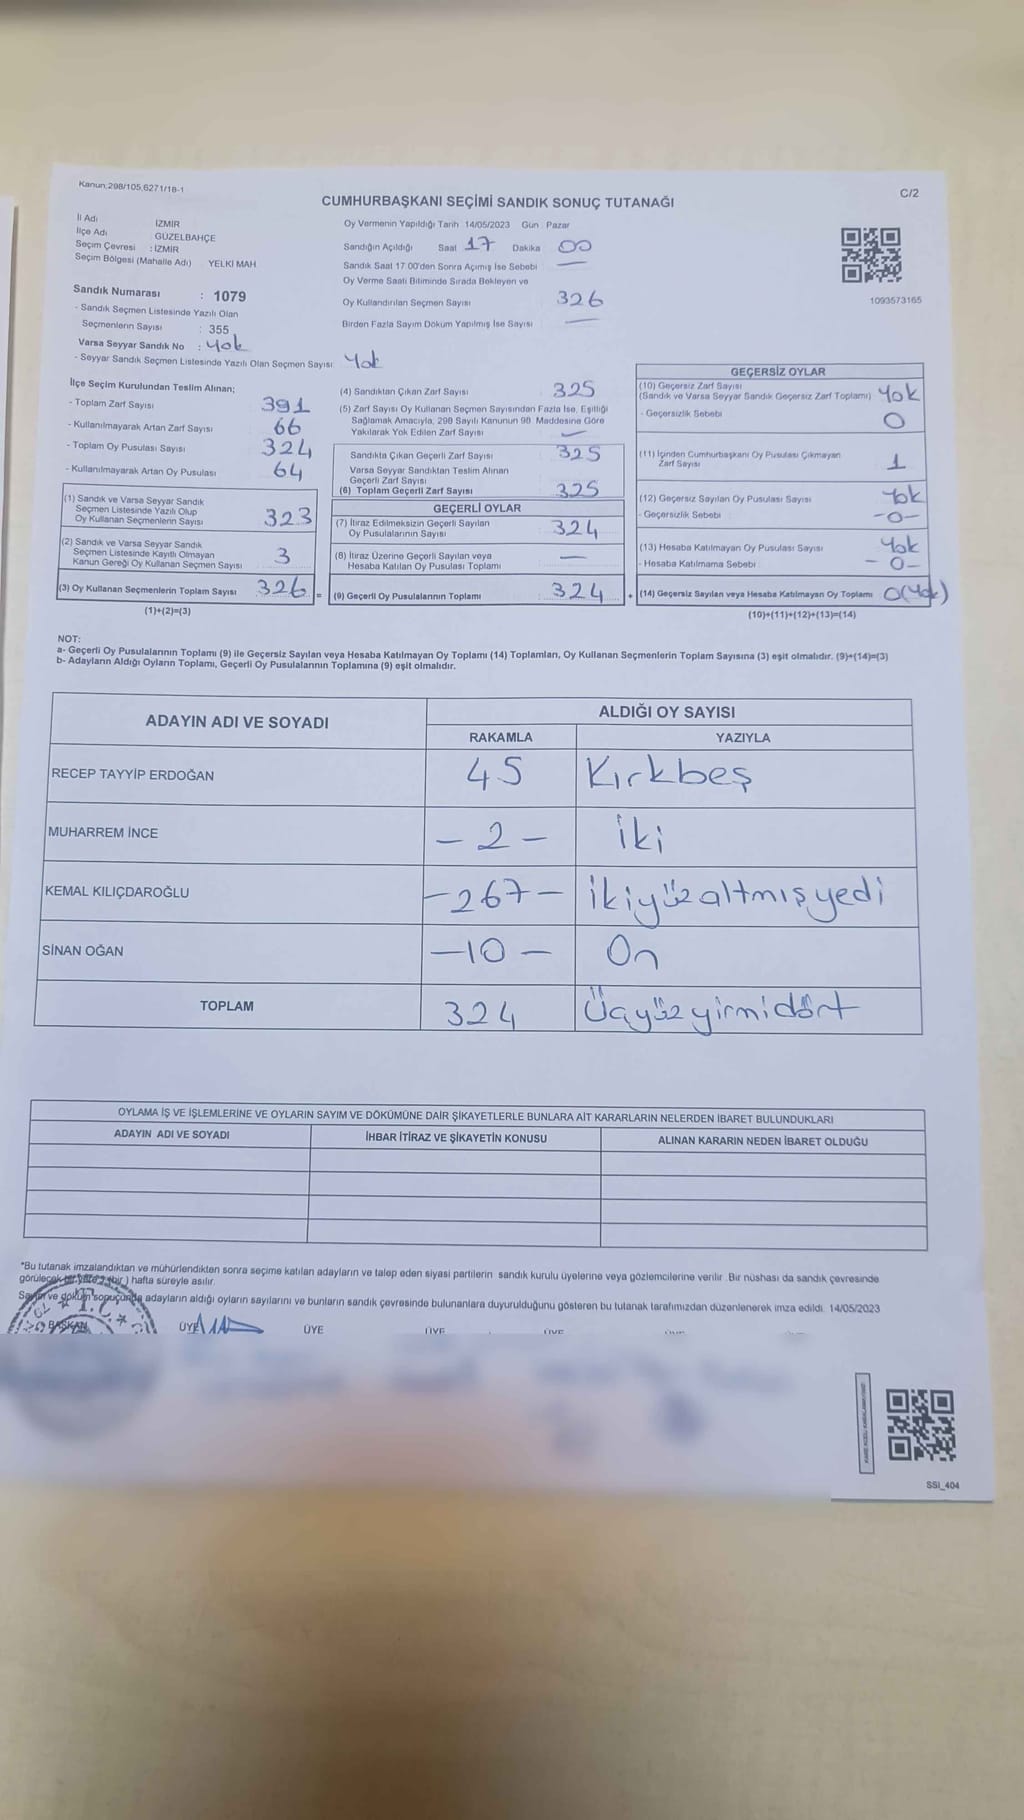 Kanun;298/105,6271/18-1
C/2
CUMHURBAŞKANI SEÇİMİ SANDIK SONUÇ TUTANAĞI
İl Adı İZMİR
İlçe Adı GÜZELBAHÇE
Seçim Çevresi : İZMİR
Seçim Bölgesi (Mahalle Adı) YELKİ MAH
Sandık Numarası : 1079
- Sandık Seçmen Listesinde Yazılı Olan
Seçmenlerin Sayısı : 355
Varsa Seyyar Sandık No : Yok
- Seyyar Sandık Seçmen Listesinde Yazılı Olan Seçmen Sayısı: Yok
Oy Vermenin Yapıldığı Tarih 14/05/2023 Gün : Pazar
Sandığın Açıldığı Saat 17 Dakika 00
Sandık Saat 17:00'den Sonra Açımış İse Sebebi —
Oy Verme Saati Bitiminde Sırada Bekleyen ve
Oy Kullandırılan Seçmen Sayısı 326
Birden Fazla Sayım Döküm Yapılmış İse Sayısı —
1093573165
İlçe Seçim Kurulundan Teslim Alınan;
- Toplam Zarf Sayısı 391
- Kullanılmayarak Artan Zarf Sayısı 66
- Toplam Oy Pusulası Sayısı 324
- Kullanılmayarak Artan Oy Pusulası 64
(1) Sandık ve Varsa Seyyar Sandık
Seçmen Listesinde Yazılı Olup
Oy Kullanan Seçmenlerin Sayısı 323
(2) Sandık ve Varsa Seyyar Sandık
Seçmen Listesinde Kayıtlı Olmayan
Kanun Gereği Oy Kullanan Seçmen Sayısı 3
(3) Oy Kullanan Seçmenlerin Toplam Sayısı 326 =
(1)+(2)=(3)
(4) Sandıktan Çıkan Zarf Sayısı 325
(5) Zarf Sayısı Oy Kullanan Seçmen Sayısından Fazla İse, Eşitliği
Sağlamak Amacıyla, 298 Sayılı Kanunun 98. Maddesine Göre
Yakılarak Yok Edilen Zarf Sayısı —
Sandıkta Çıkan Geçerli Zarf Sayısı 325
Varsa Seyyar Sandıktan Teslim Alınan
Geçerli Zarf Sayısı
(6) Toplam Geçerli Zarf Sayısı 325
GEÇERLİ OYLAR
(7) İtiraz Edilmeksizin Geçerli Sayılan
Oy Pusulalarının Sayısı 324
(8) İtiraz Üzerine Geçerli Sayılan veya
Hesaba Katılan Oy Pusulası Toplamı —
(9) Geçerli Oy Pusulalarının Toplamı 324 +
GEÇERSİZ OYLAR
(10) Geçersiz Zarf Sayısı
(Sandık ve Varsa Seyyar Sandık Geçersiz Zarf Toplamı) Yok
- Geçersizlik Sebebi 0
(11) İçinden Cumhurbaşkanı Oy Pusulası Çıkmayan
Zarf Sayısı 1
(12) Geçersiz Sayılan Oy Pusulası Sayısı Yok
- Geçersizlik Sebebi -0-
(13) Hesaba Katılmayan Oy Pusulası Sayısı Yok
- Hesaba Katılmama Sebebi -0-
(14) Geçersiz Sayılan veya Hesaba Katılmayan Oy Toplamı 0(Yok)
(10)+(11)+(12)+(13)=(14)
NOT:
a- Geçerli Oy Pusulalarının Toplamı (9) ile Geçersiz Sayılan veya Hesaba Katılmayan Oy Toplamı (14) Toplamları, Oy Kullanan Seçmenlerin Toplam Sayısına (3) eşit olmalıdır. (9)+(14)=(3)
b- Adayların Aldığı Oyların Toplamı, Geçerli Oy Pusulalarının Toplamına (9) eşit olmalıdır.
ADAYIN ADI VE SOYADI
ALDIĞI OY SAYISI
RAKAMLA YAZIYLA
RECEP TAYYİP ERDOĞAN 45 Kırkbeş
MUHARREM İNCE - 2 - İki
KEMAL KILIÇDAROĞLU - 267 - İkiyüzaltmışyedi
SİNAN OĞAN - 10 - On
TOPLAM 324 Üçyüzyirmidört
OYLAMA İŞ VE İŞLEMLERİNE VE OYLARIN SAYIM VE DÖKÜMÜNE DAİR ŞİKAYETLERLE BUNLARA AİT KARARLARIN NELERDEN İBARET BULUNDUKLARI
ADAYIN ADI VE SOYADI İHBAR İTİRAZ VE ŞİKAYETİN KONUSU ALINAN KARARIN NEDEN İBARET OLDUĞU
*Bu tutanak imzalandıktan ve mühürlendikten sonra seçime katılan adayların ve talep eden siyasi partilerin sandık kurulu üyelerine veya gözlemcilerine verilir. Bir nüshası da sandık çevresinde
görülecek bir yere 1 (bir ) hafta süreyle asılır.
Sayım ve döküm sonucunda adayların aldığı oyların sayılarını ve bunların sandık çevresinde bulunanlara duyurulduğunu gösteren bu tutanak tarafımızdan düzenlenerek imza edildi. 14/05/2023
T.C.
BAŞKAN ÜYE ÜYE ÜYE ÜYE
SSI_404